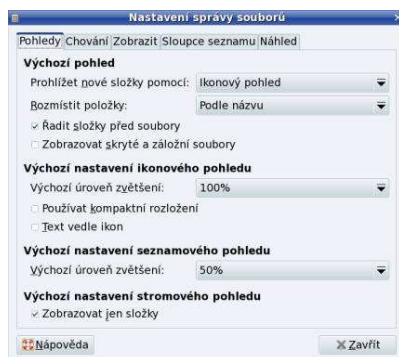 Nastavení správy souborů
Pohledy Chování Zobrazit Sloupce seznamu Náhled
Výchozí pohled
Prohlížet nové složky pomocí: Ikonový pohled
Rozmístit položky: Podle názvu
Řadit složky před soubory
Zobrazovat skryté a záložní soubory
Výchozí nastavení ikonového pohledu
Výchozí úroveň zvětšení: 100%
Používat kompaktní rozložení
Text vedle ikon
Výchozí nastavení seznamového pohledu
Výchozí úroveň zvětšení: 50%
Výchozí nastavení stromového pohledu
Zobrazovat jen složky
Nápověda Zavřít